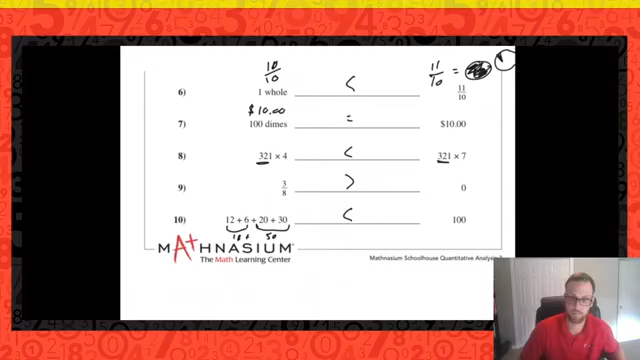 10/10 11/10 =
6) 1 whole < 11/10
$10.00
7) 100 dimes = $10.00
8) 321 × 4 < 321 × 7
9) 3/8 > 0
10) 12 + 6 + 20 + 30 < 100
18 + 50
MATHNASIUM®
The Math Learning Center
Mathnasium Schoolhouse Quantitative Analysis